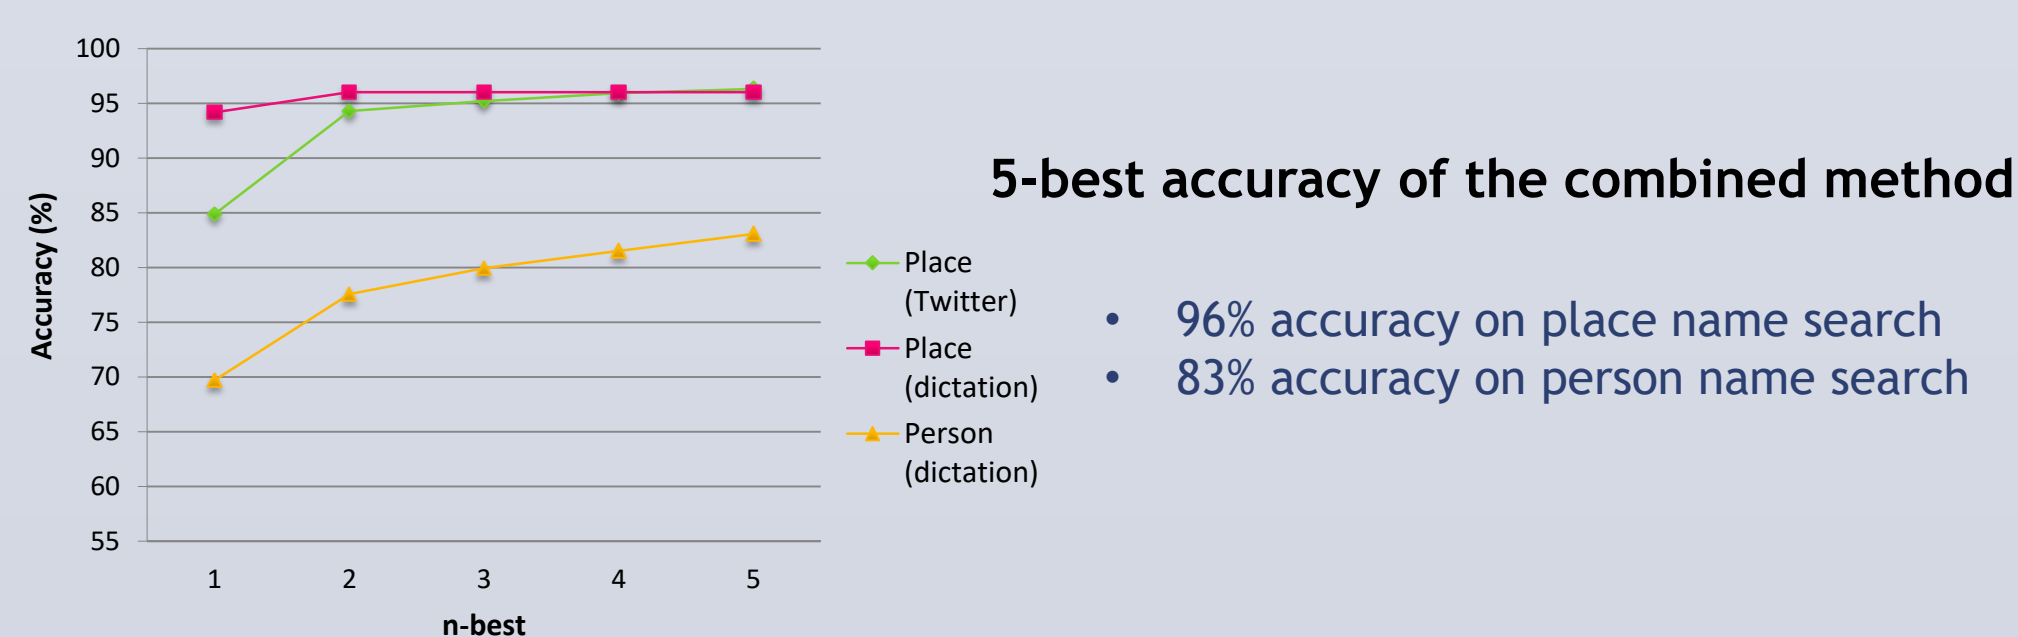 100
95
90
85
80
75
70
65
60
55
Accuracy (%)
1 2 3 4 5
n-best
Place
(Twitter)
Place
(dictation)
Person
(dictation)
5-best accuracy of the combined method
• 96% accuracy on place name search
• 83% accuracy on person name search